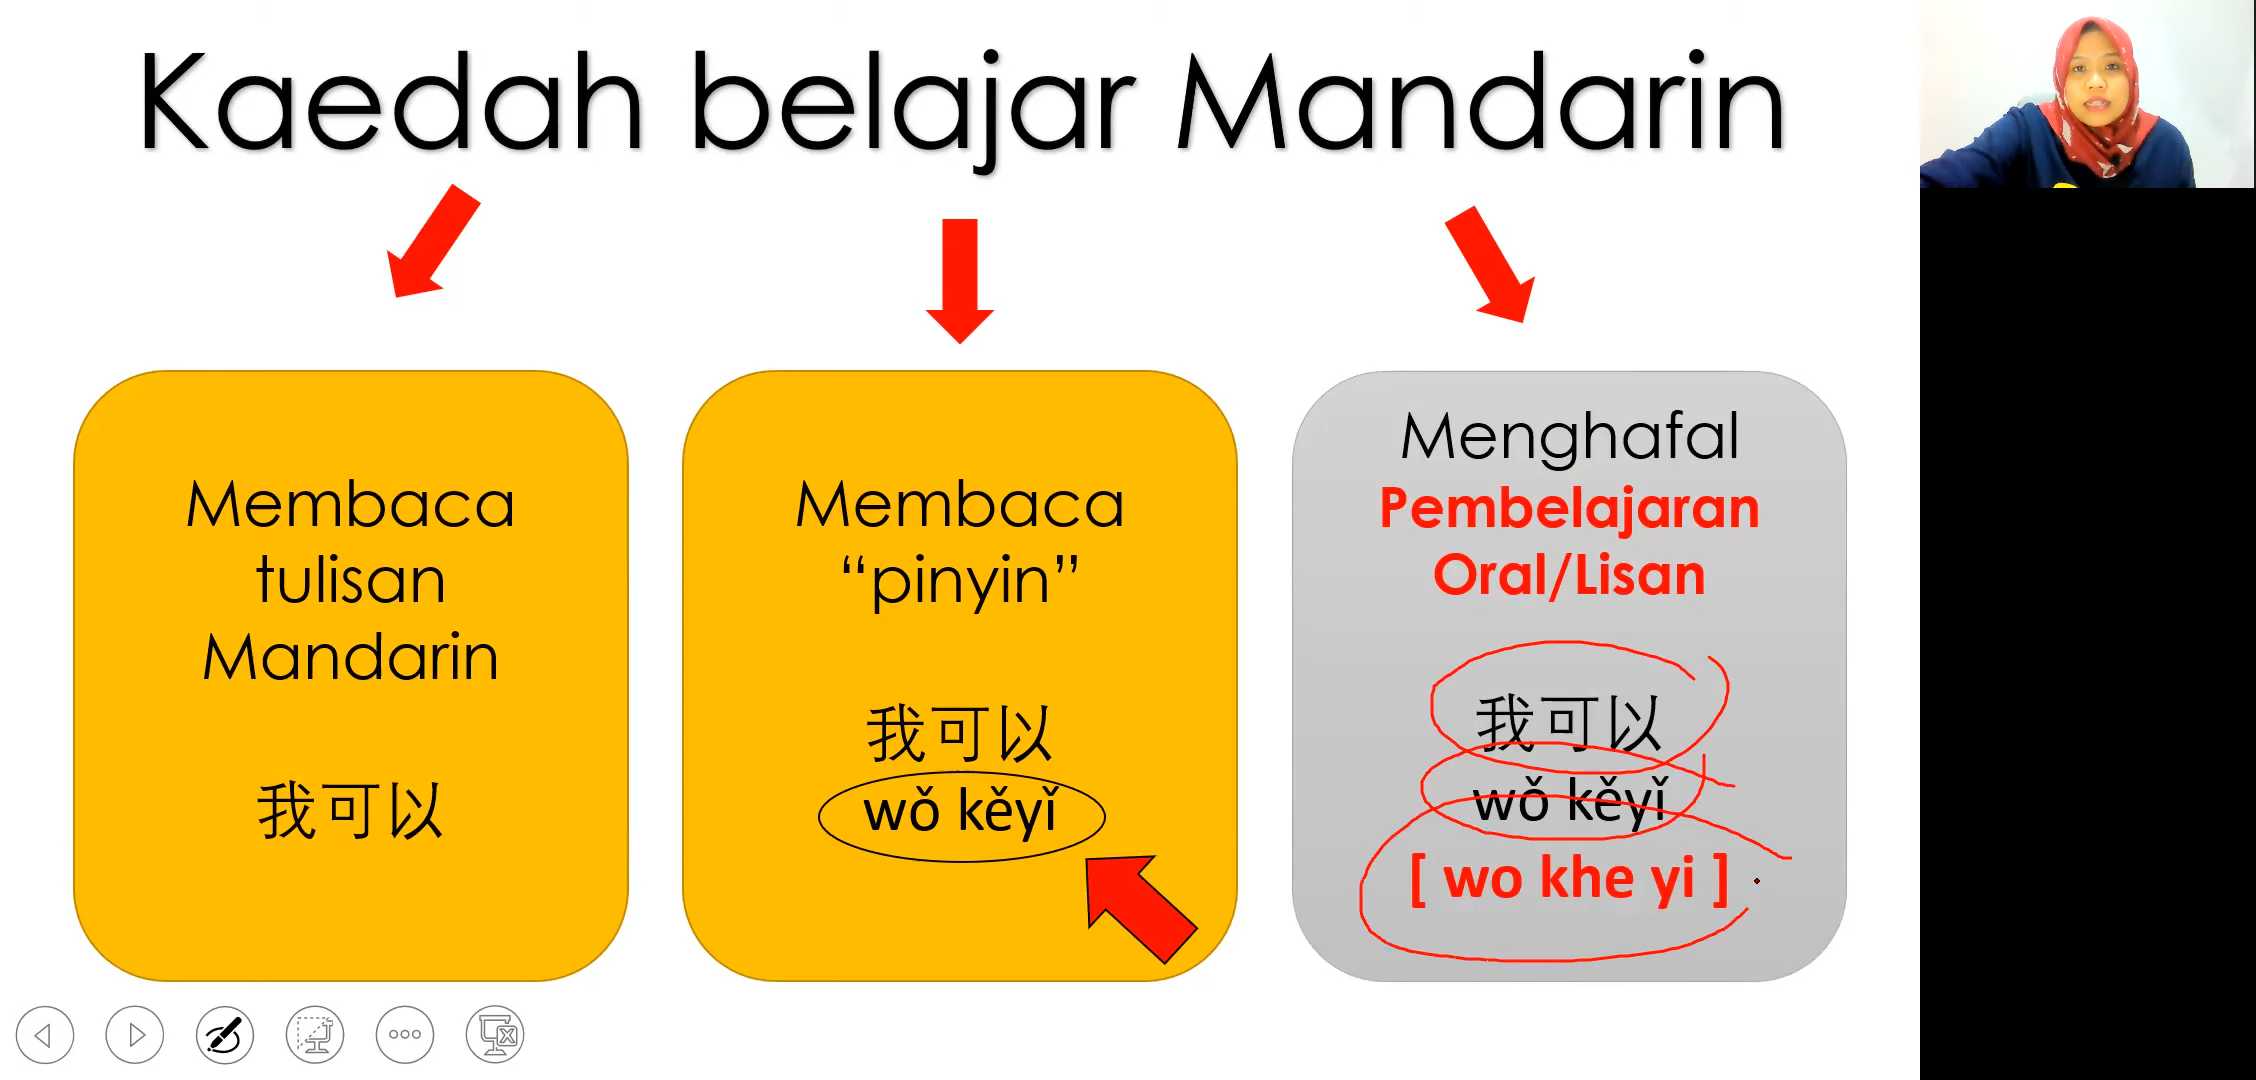 Kaedah belajar Mandarin
Membaca
tulisan
Mandarin
我可以
Membaca
“pinyin”
我可以
wǒ kěyǐ
Menghafal
Pembelajaran
Oral/Lisan
我可以
wǒ kěyǐ
[ wo khe yi ]